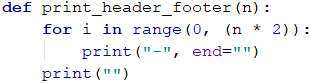 def print_header_footer(n):
    for i in range(0, (n * 2)):
        print("-", end="")
    print("")